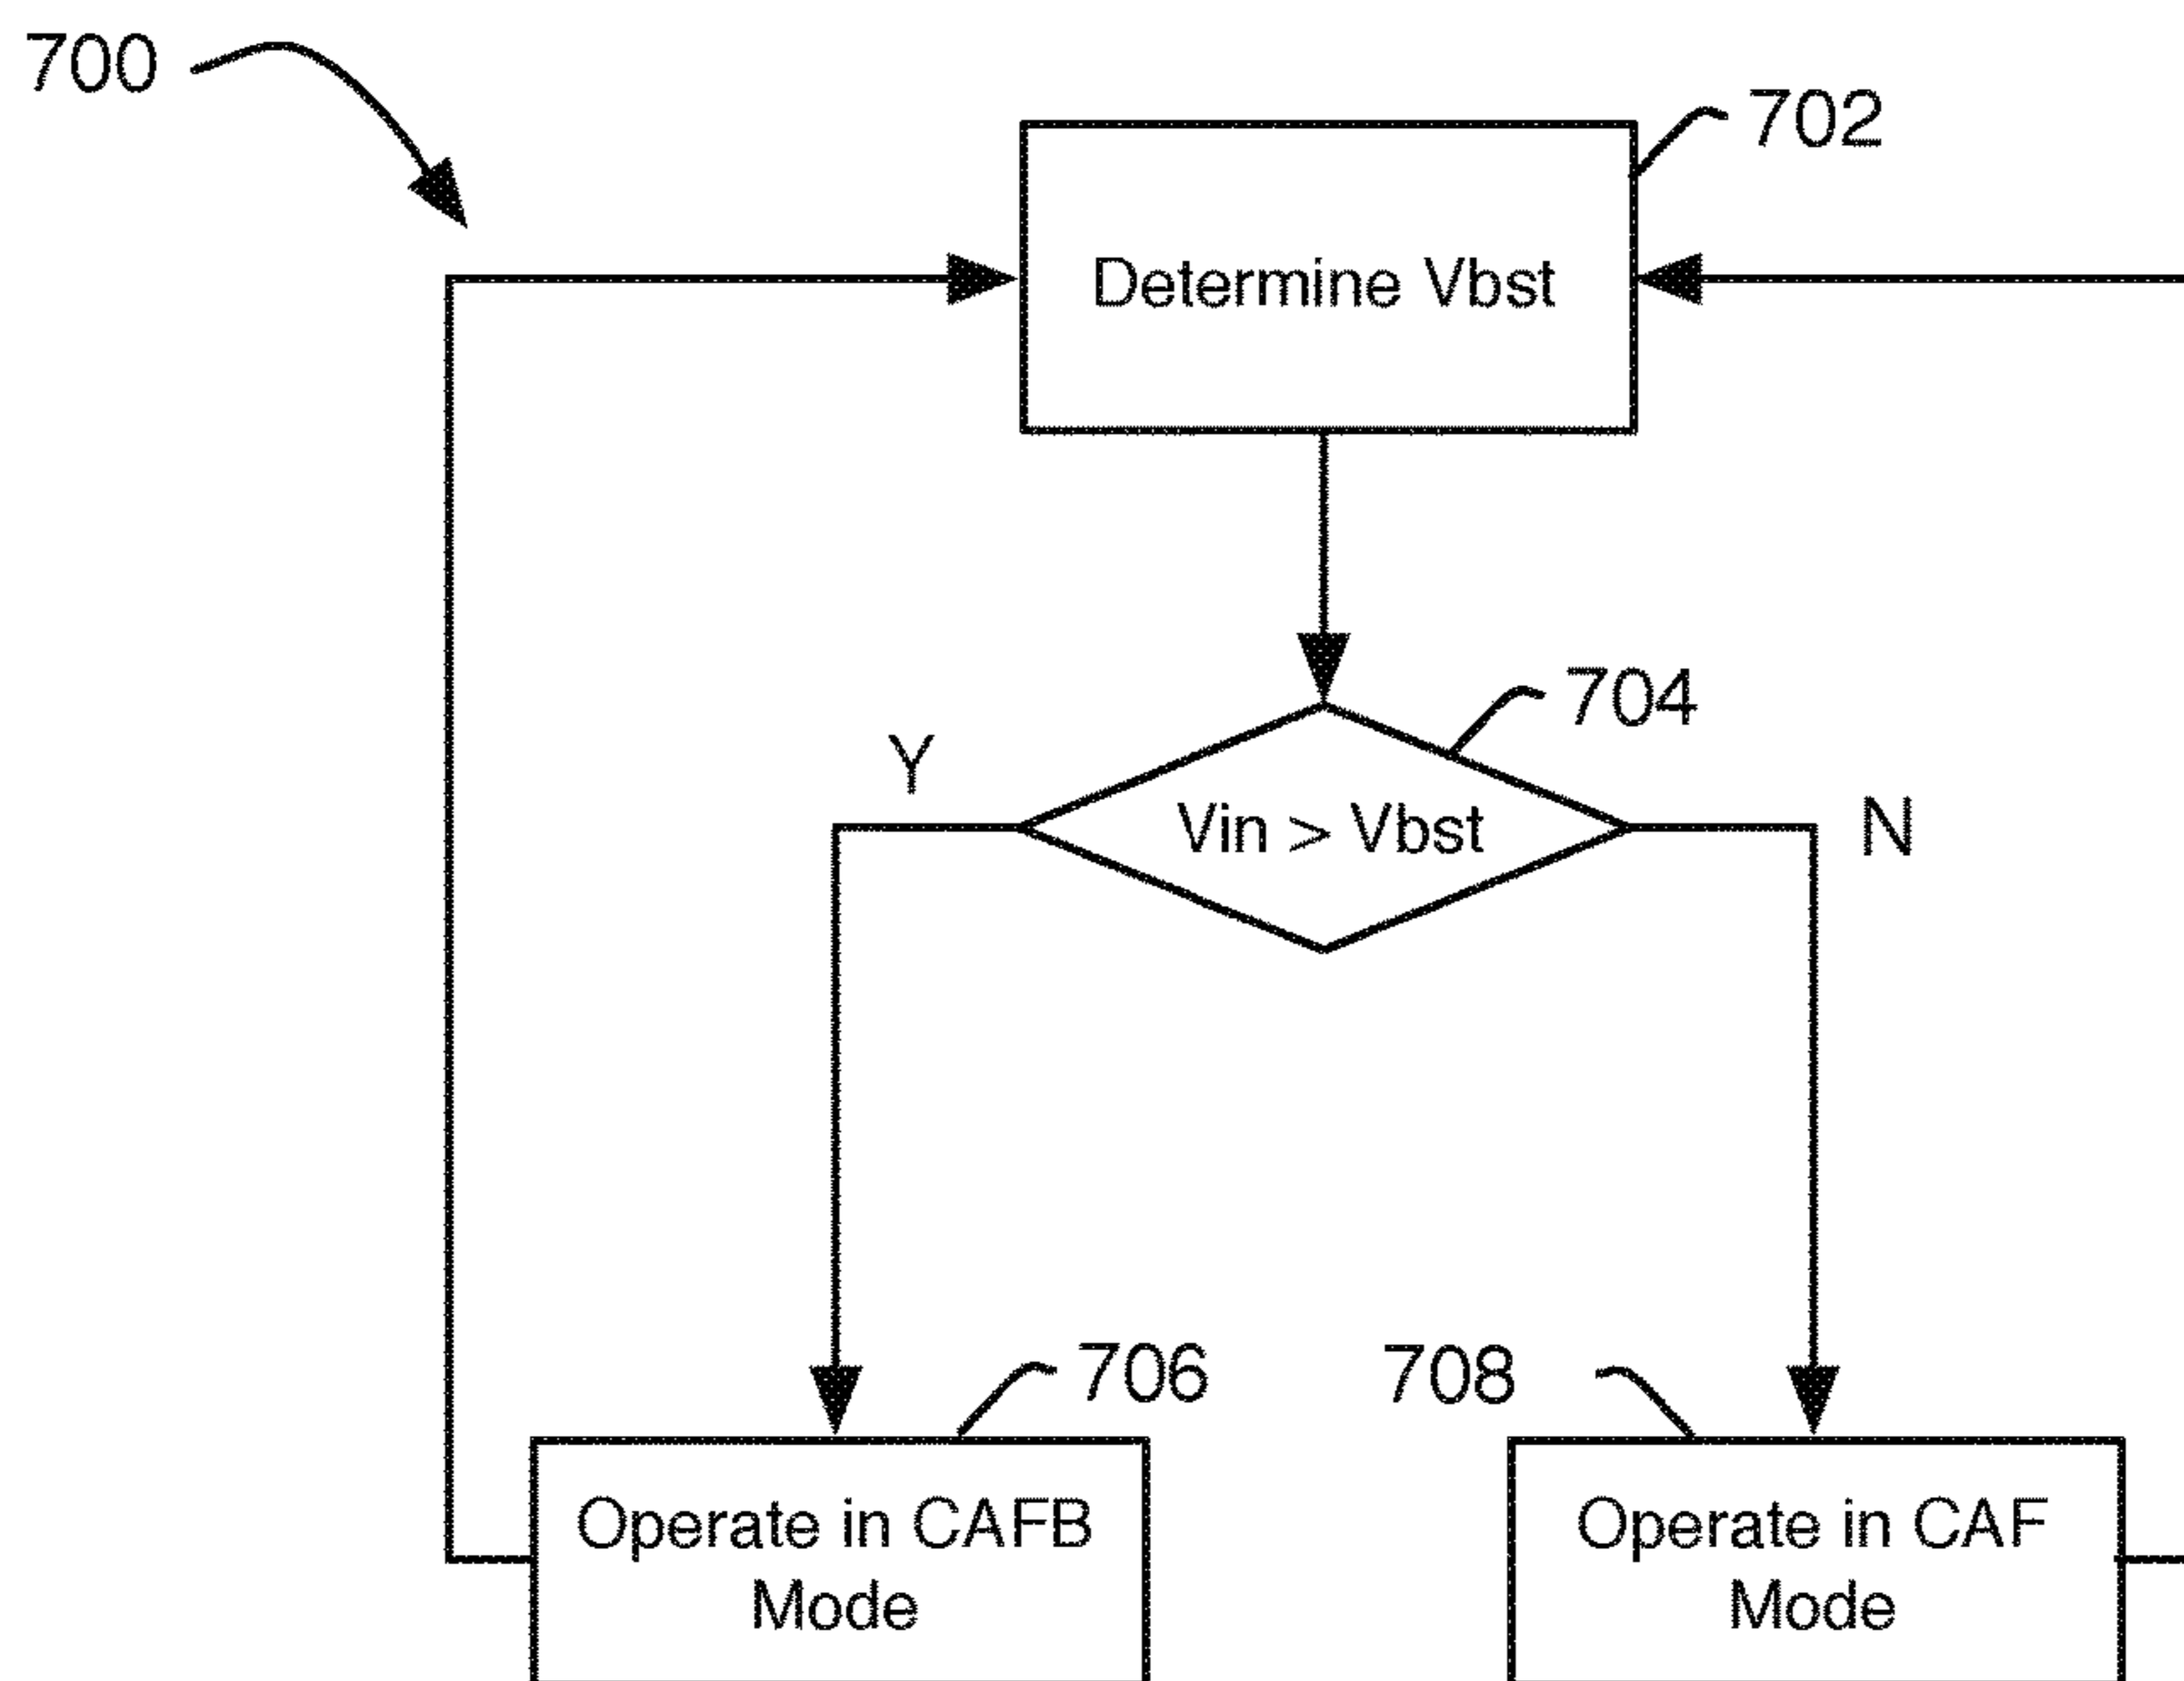 700
702
Determine Vbst
704
Y
Vin > Vbst
N
706
708
Operate in CAFB
Mode
Operate in CAF
Mode